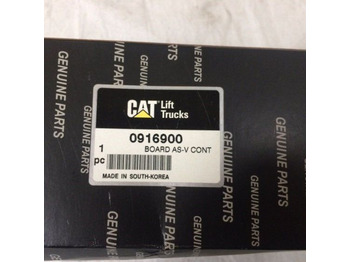 CAT Lift
Trucks
0916900
1 BOARD AS-V CONT
pc
MADE IN SOUTH-KOREA
GENUINE PARTS
GENUINE PARTS
GENUINE PARTS
GENUINE PARTS
GENUINE PARTS
GENUINE PARTS